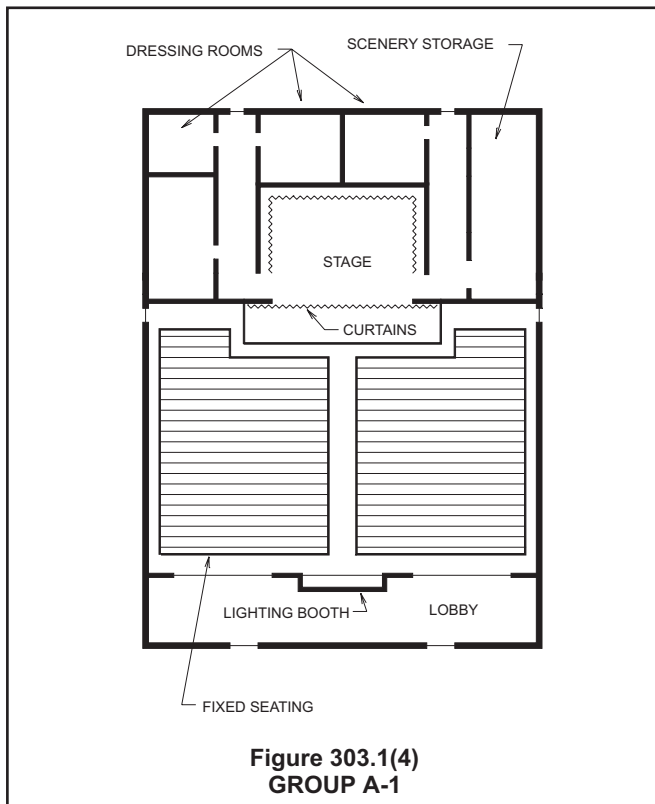 DRESSING ROOMS
SCENERY STORAGE
STAGE
CURTAINS
LIGHTING BOOTH
LOBBY
FIXED SEATING
Figure 303.1(4)
GROUP A-1